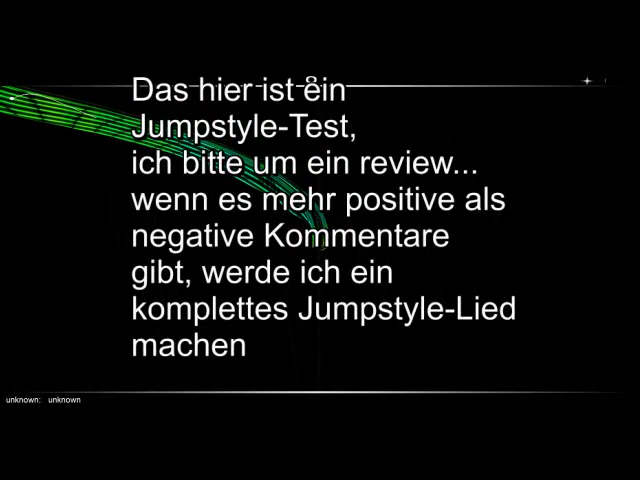 Das hier ist ein
Jumpstyle-Test,
ich bitte um ein review...
wenn es mehr positive als
negative Kommentare
gibt, werde ich ein
komplettes Jumpstyle-Lied
machen
unknown: unknown